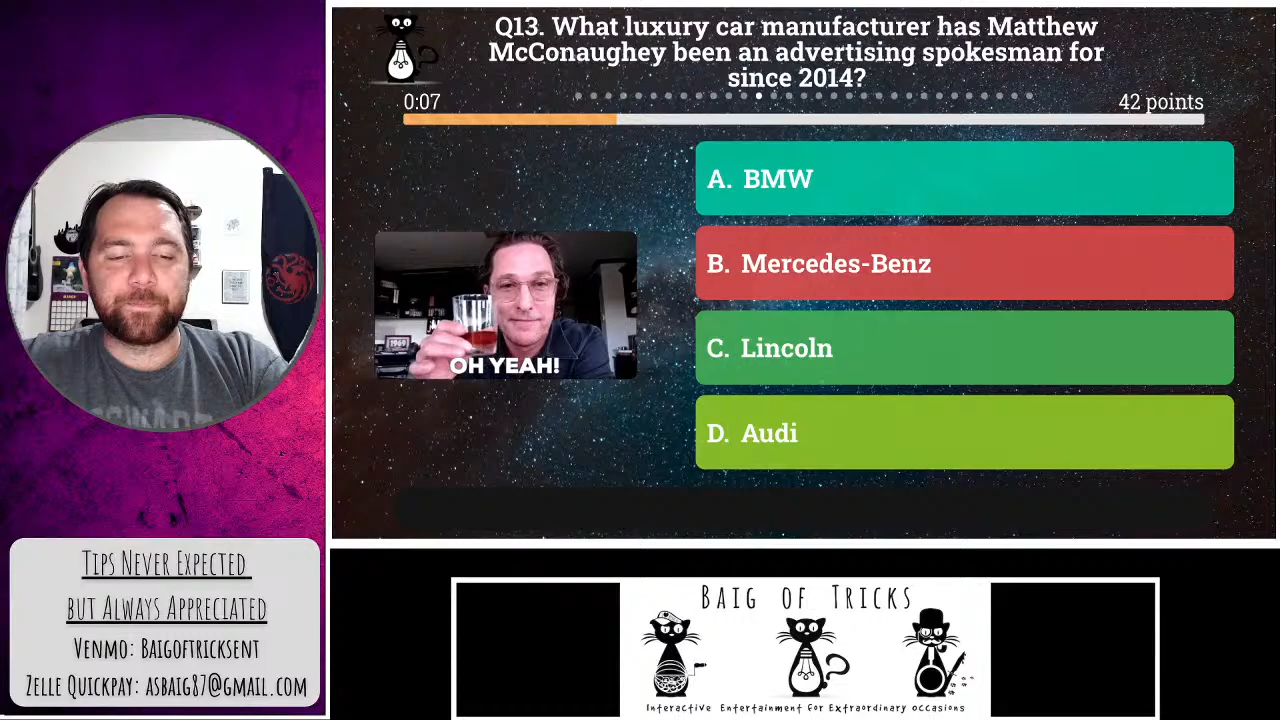 Q13. What luxury car manufacturer has Matthew
McConaughey been an advertising spokesman for
since 2014?
0:07
42 points
A. BMW
B. Mercedes-Benz
C. Lincoln
D. Audi
OH YEAH!
Tips Never Expected
but Always Appreciated
Venmo: Baigoftricksent
Zelle Quickpay: asbaig87@gmail.com
Baig of Tricks
Interactive Entertainment for Extraordinary Occasions